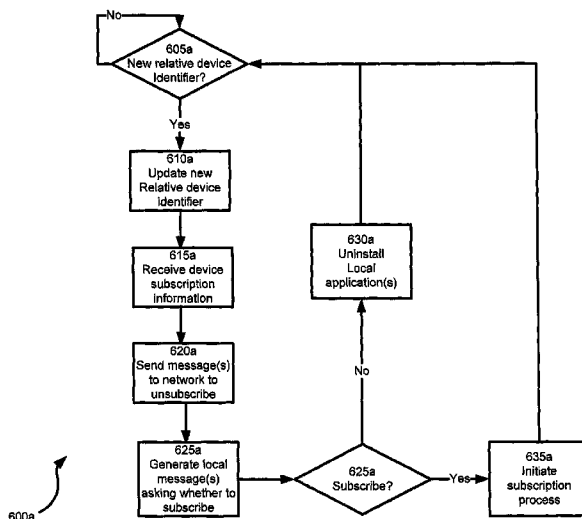 No
605a
New relative device
Identifier?
Yes
610a
Update new
Relative device
identifier
615a
Receive device
subscription
information
620a
Send message(s)
to network to
unsubscribe
625a
Generate local
message(s)
asking whether to
subscribe
630a
Uninstall
Local
application(s)
No
625a
Subscribe?
Yes
635a
Initiate
subscription
process
600a